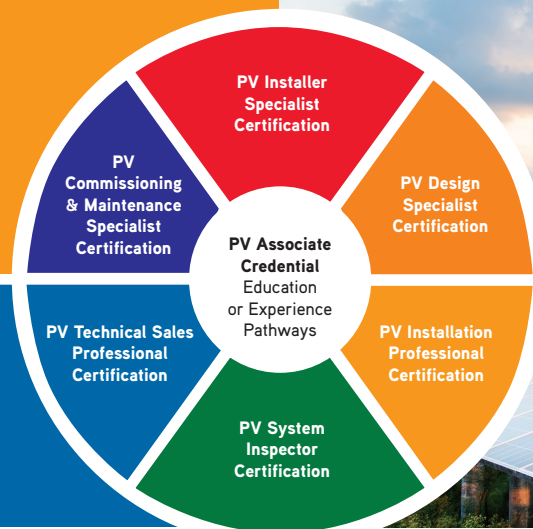 PV Installer
Specialist
Certification
PV Design
Specialist
Certification
PV Installation
Professional
Certification
PV System
Inspector
Certification
PV Technical Sales
Professional
Certification
PV
Commissioning
& Maintenance
Specialist
Certification
PV Associate
Credential
Education
or Experience
Pathways